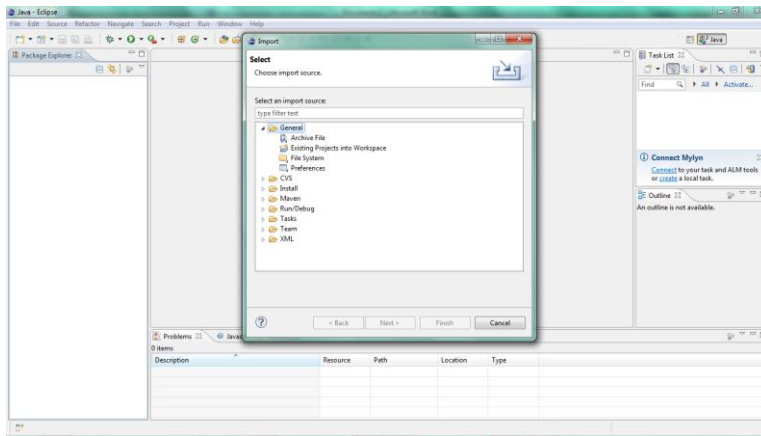 Java - Eclipse
File Edit Source Refactor Navigate Search Project Run Window Help
Java
Package Explorer
Import
Select
Choose import source.
Select an import source:
type filter text
General
Archive File
Existing Projects into Workspace
File System
Preferences
CVS
Install
Maven
Run/Debug
Tasks
Team
XML
< Back Next > Finish Cancel
Task List
Find All Activate...
Connect Mylyn
Connect to your task and ALM tools
or create a local task.
Outline
An outline is not available.
Problems
0 items
Description Resource Path Location Type